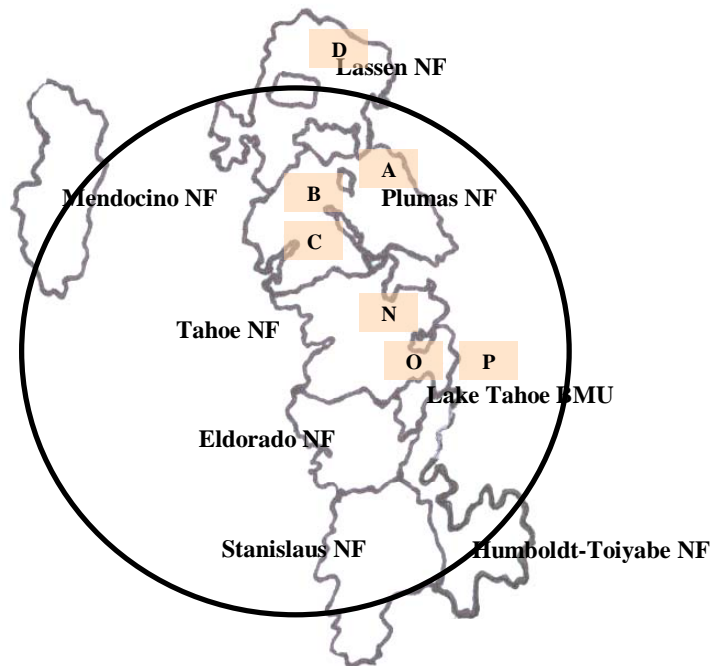 D
Lassen NF
A
B
Mendocino NF
Plumas NF
C
N
Tahoe NF
O
P
Lake Tahoe BMU
Eldorado NF
Stanislaus NF
Humboldt-Toiyabe NF